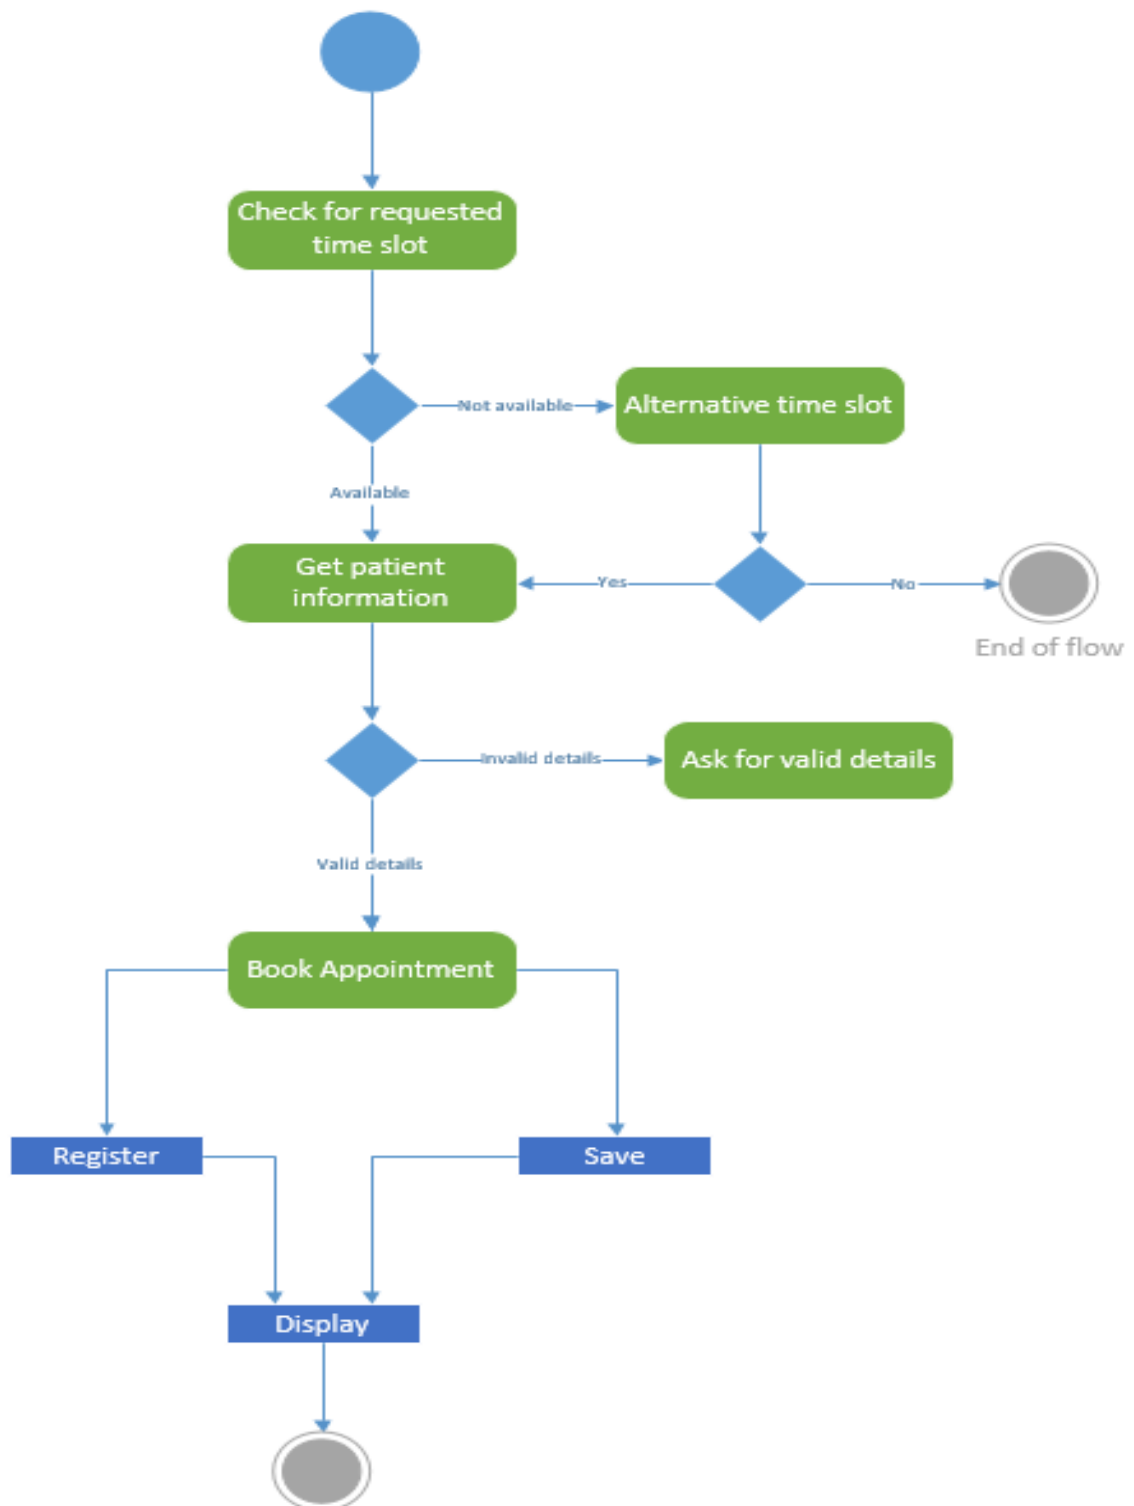 Check for requested
time slot
Not available
Alternative time slot
Available
Get patient
information
Yes
No
End of flow
Invalid details
Ask for valid details
Valid details
Book Appointment
Register
Save
Display